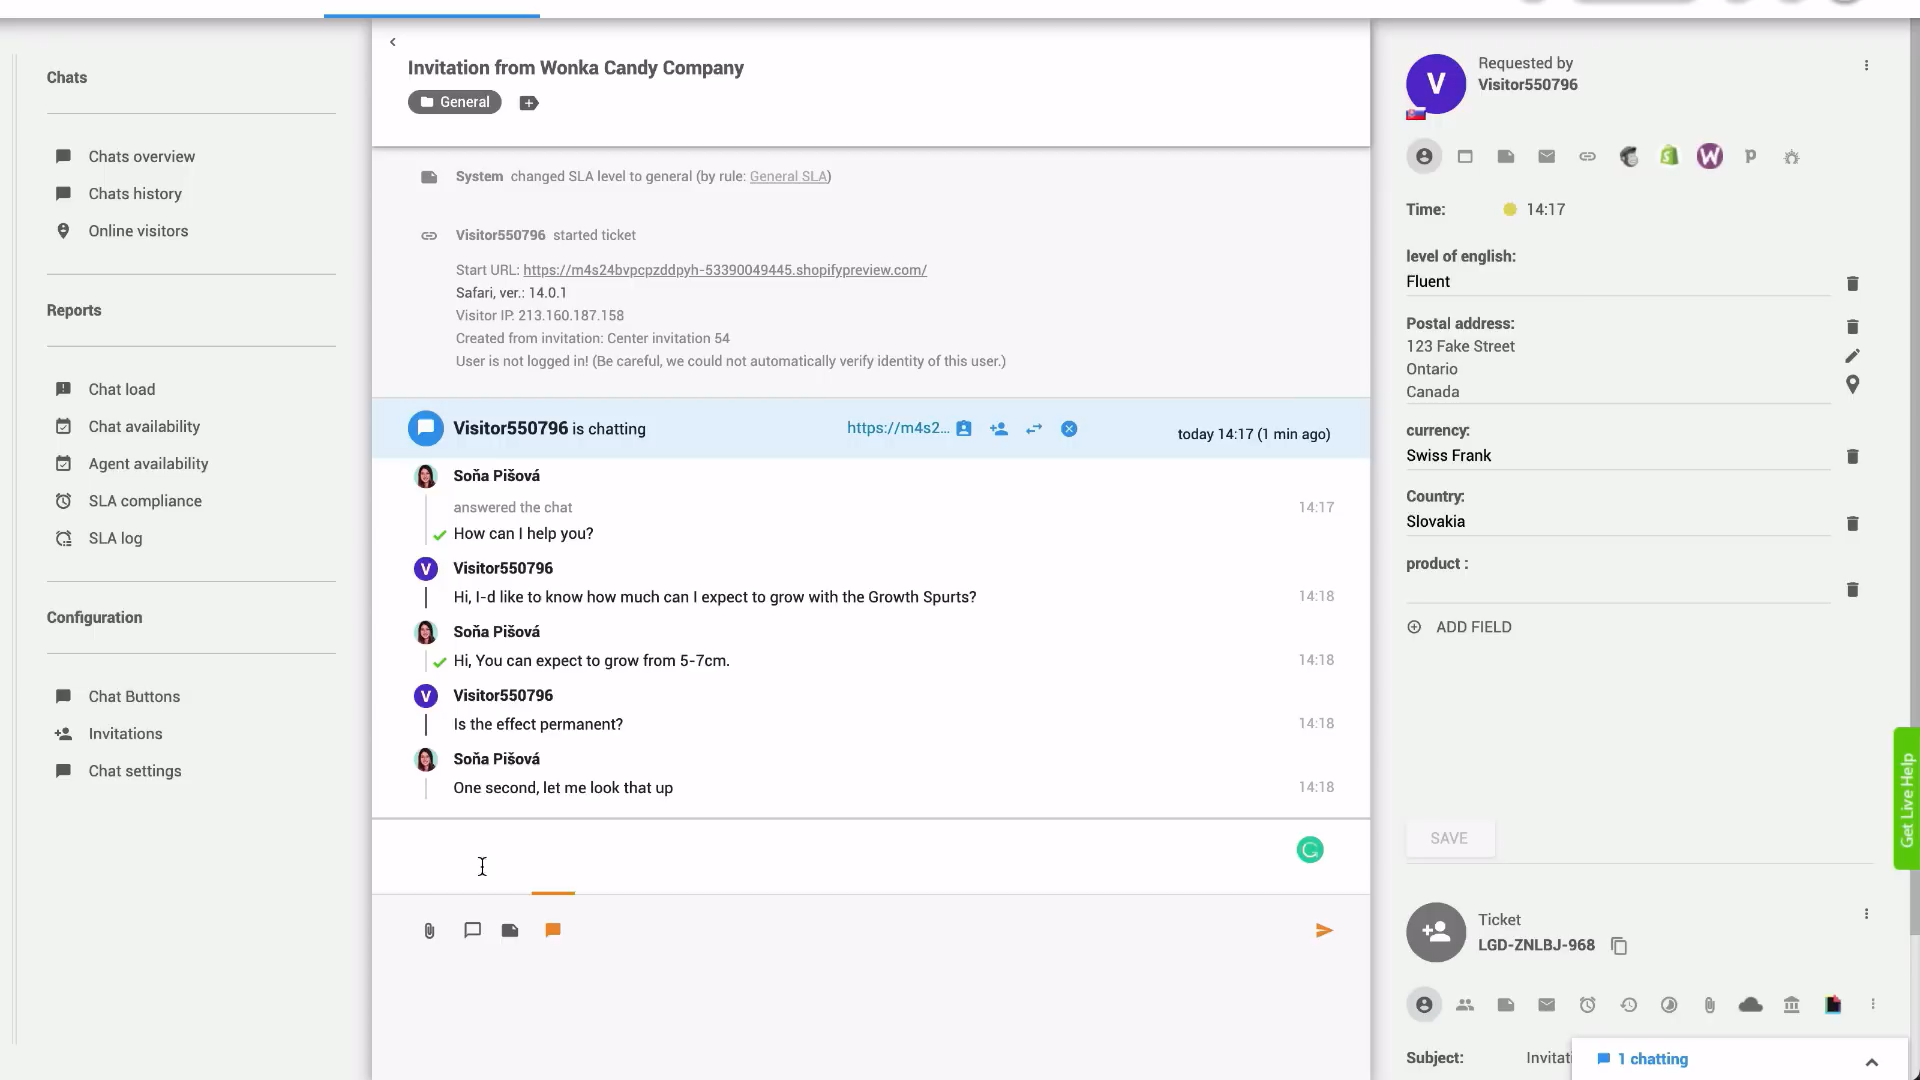 Chats
Chats overview
Chats history
Online visitors
Reports
Chat load
Chat availability
Agent availability
SLA compliance
SLA log
Configuration
Chat Buttons
Invitations
Chat settings
Invitation from Wonka Candy Company
General
System changed SLA level to general (by rule: General SLA)
Visitor550796 started ticket
Start URL: https://m4s24bvpcpzddpyh-53390049445.shopifypreview.com/
Safari, ver.: 14.0.1
Visitor IP: 213.160.187.158
Created from invitation: Center invitation 54
User is not logged in! (Be careful, we could not automatically verify identity of this user.)
Visitor550796 is chatting https://m4s2... today 14:17 (1 min ago)
Soňa Pišová
answered the chat 14:17
How can I help you?
V Visitor550796
Hi, I-d like to know how much can I expect to grow with the Growth Spurts? 14:18
Soňa Pišová
Hi, You can expect to grow from 5-7cm. 14:18
V Visitor550796
Is the effect permanent? 14:18
Soňa Pišová
One second, let me look that up 14:18
V
Requested by
Visitor550796
Time: 14:17
level of english:
Fluent
Postal address:
123 Fake Street
Ontario
Canada
currency:
Swiss Frank
Country:
Slovakia
product :
ADD FIELD
Get Live Help
SAVE
Ticket
LGD-ZNLBJ-968
Subject: Invitat
1 chatting